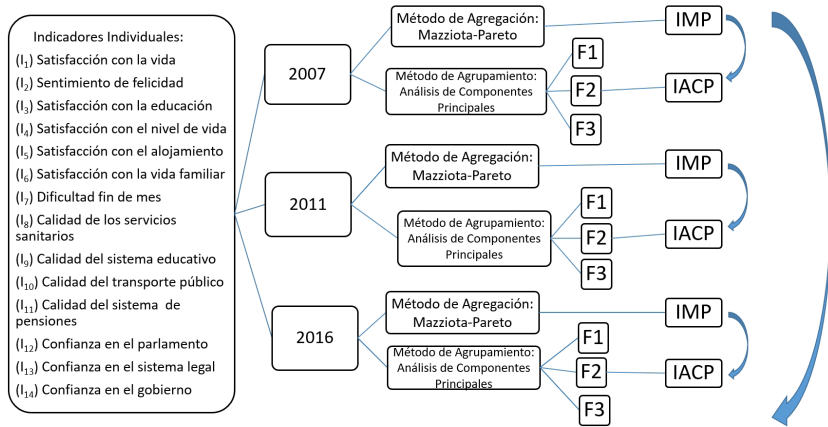 Indicadores Individuales:
(I1) Satisfacción con la vida
(I2) Sentimiento de felicidad
(I3) Satisfacción con la educación
(I4) Satisfacción con el nivel de vida
(I5) Satisfacción con el alojamiento
(I6) Satisfacción con la vida familiar
(I7) Dificultad fin de mes
(I8) Calidad de los servicios
sanitarios
(I9) Calidad del sistema educativo
(I10) Calidad del transporte público
(I11) Calidad del sistema de
pensiones
(I12) Confianza en el parlamento
(I13) Confianza en el sistema legal
(I14) Confianza en el gobierno
2007
Método de Agregación:
Mazziota-Pareto
IMP
Método de Agrupamiento:
Análisis de Componentes
Principales
F1
F2
F3
IACP
2011
Método de Agregación:
Mazziota-Pareto
IMP
Método de Agrupamiento:
Análisis de Componentes
Principales
F1
F2
F3
IACP
2016
Método de Agregación:
Mazziota-Pareto
IMP
Método de Agrupamiento:
Análisis de Componentes
Principales
F1
F2
F3
IACP